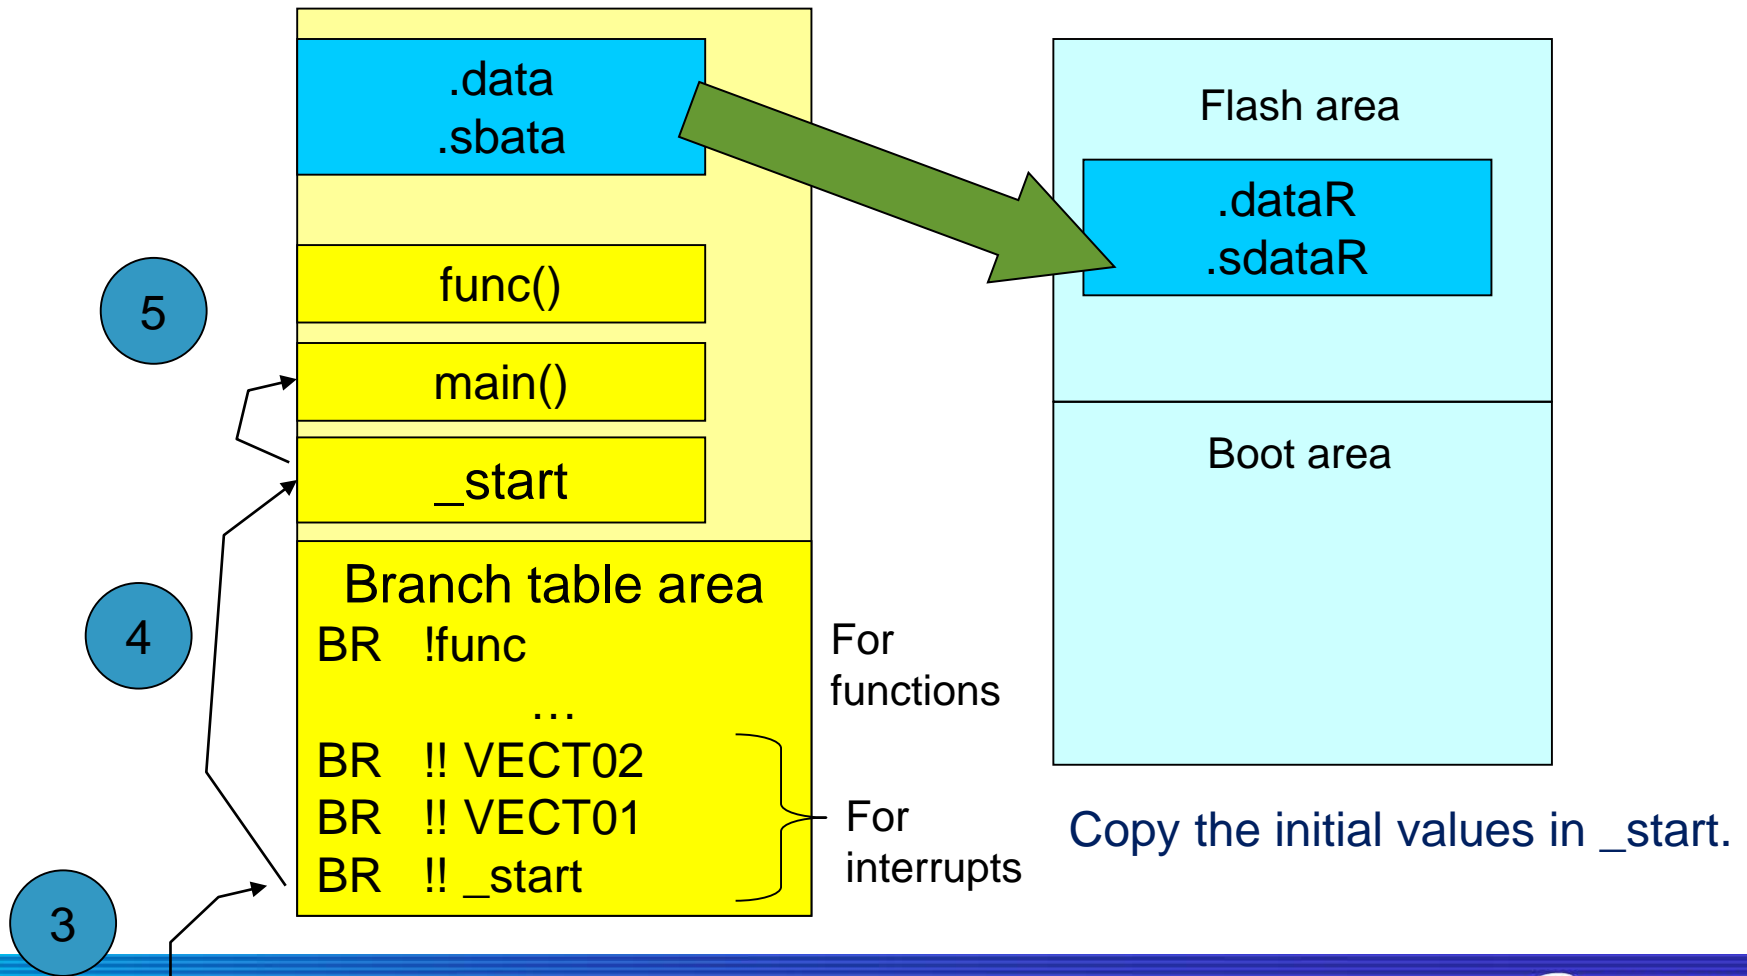 .data
.sbata
func()
main()
_start
Branch table area
BR !func
…
BR !! VECT02
BR !! VECT01
BR !! _start
5
4
3
For
functions
For
interrupts
Flash area
.dataR
.sdataR
Boot area
Copy the initial values in _start.